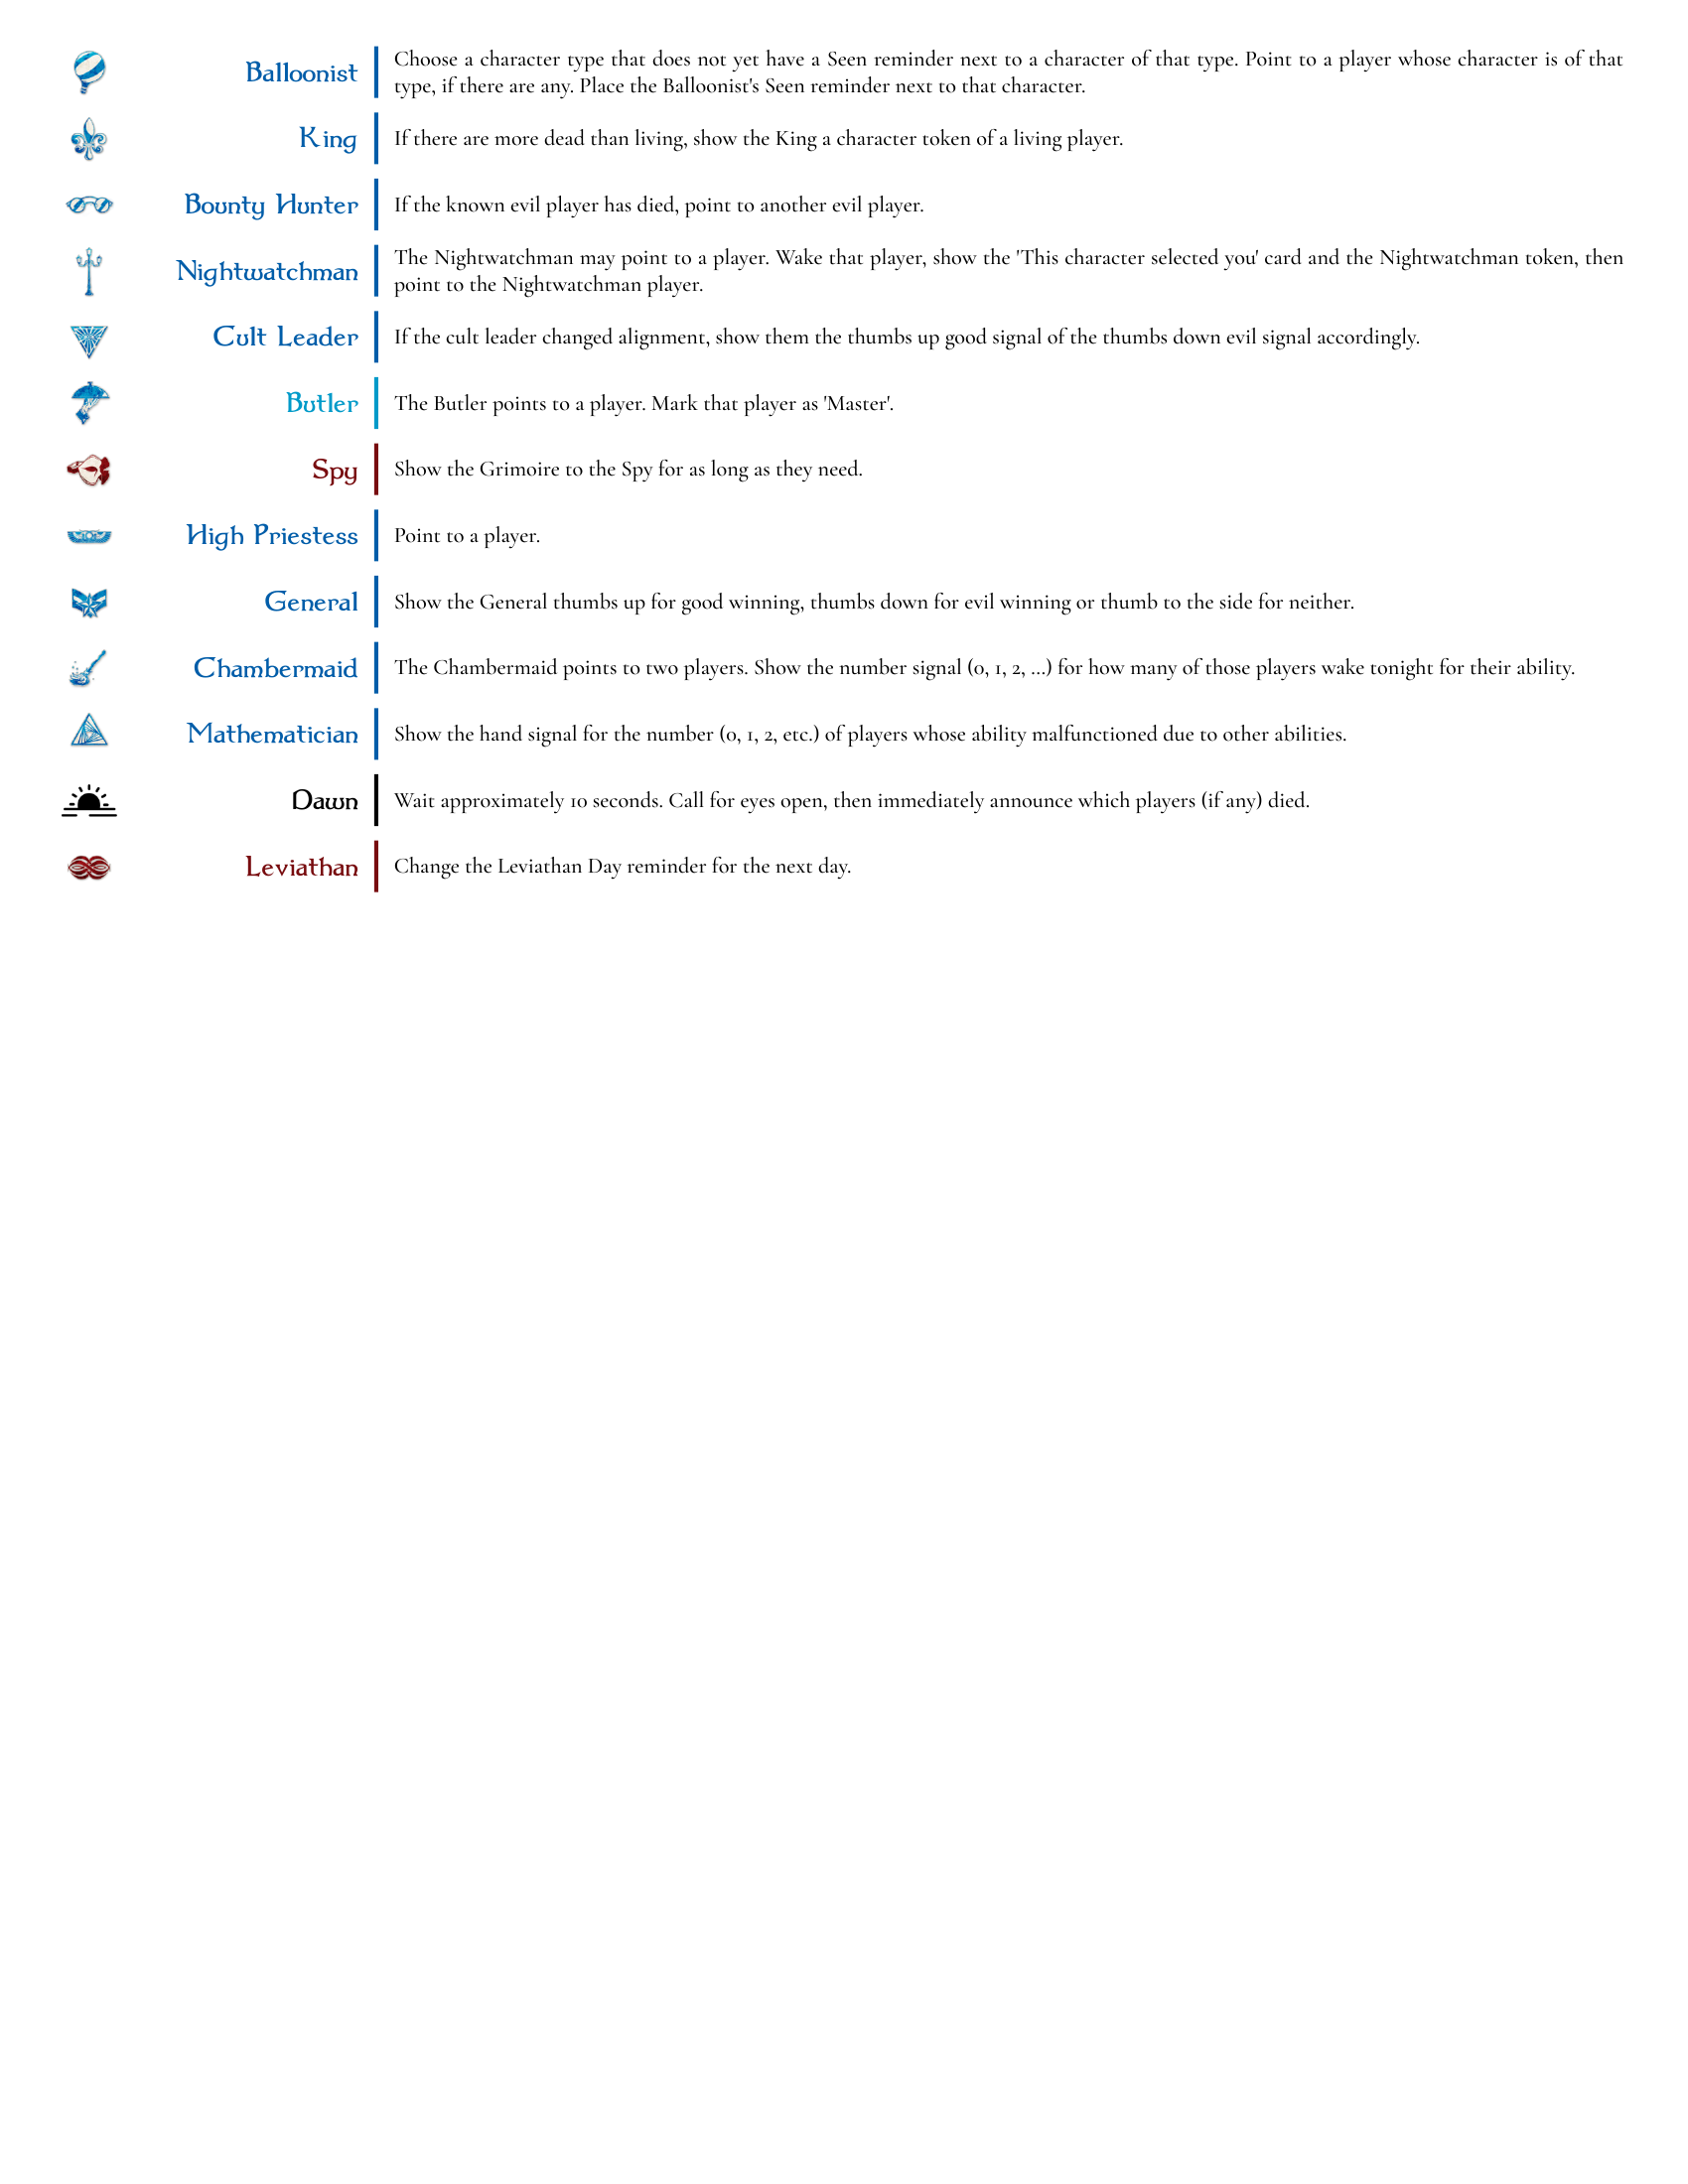 Balloonist
Choose a character type that does not yet have a Seen reminder next to a character of that type. Point to a player whose character is of that
type, if there are any. Place the Balloonist's Seen reminder next to that character.
King
If there are more dead than living, show the King a character token of a living player.
Bounty Hunter
If the known evil player has died, point to another evil player.
Nightwatchman
The Nightwatchman may point to a player. Wake that player, show the 'This character selected you' card and the Nightwatchman token, then
point to the Nightwatchman player.
Cult Leader
If the cult leader changed alignment, show them the thumbs up good signal of the thumbs down evil signal accordingly.
Butler
The Butler points to a player. Mark that player as 'Master'.
Spy
Show the Grimoire to the Spy for as long as they need.
High Priestess
Point to a player.
General
Show the General thumbs up for good winning, thumbs down for evil winning or thumb to the side for neither.
Chambermaid
The Chambermaid points to two players. Show the number signal (0, 1, 2, ...) for how many of those players wake tonight for their ability.
Mathematician
Show the hand signal for the number (0, 1, 2, etc.) of players whose ability malfunctioned due to other abilities.
Dawn
Wait approximately 10 seconds. Call for eyes open, then immediately announce which players (if any) died.
Leviathan
Change the Leviathan Day reminder for the next day.